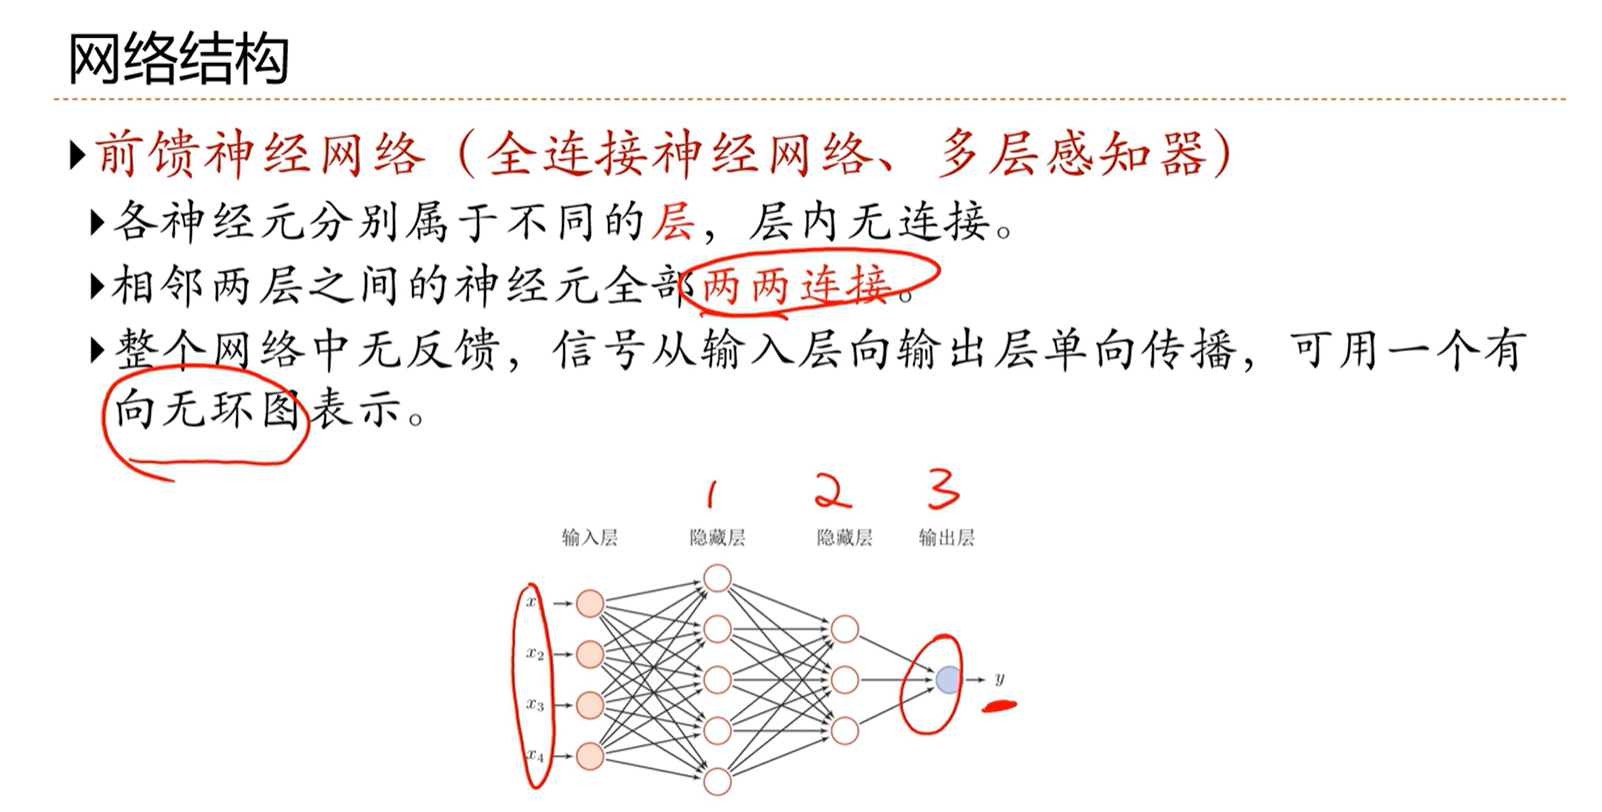 网络结构
前馈神经网络（全连接神经网络、多层感知器）
各神经元分别属于不同的层，层内无连接。
相邻两层之间的神经元全部两两连接。
整个网络中无反馈，信号从输入层向输出层单向传播，可用一个有
向无环图表示。
1 2 3
输入层 隐藏层 隐藏层 输出层
x
x2
x3
x4
y